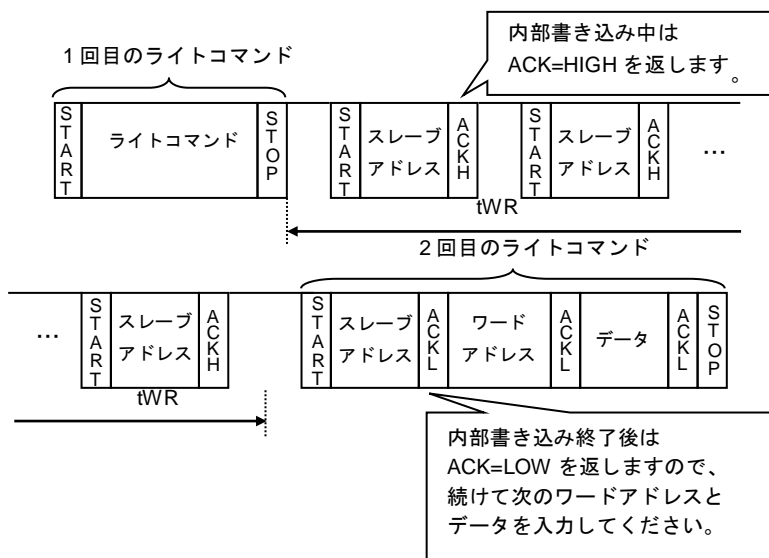 内部書き込み中は
ACK=HIGH を返します。
1 回目のライトコマンド
START
ライトコマンド
STOP
START
スレーブ
アドレス
ACKH
START
スレーブ
アドレス
ACKH
…
tWR
2 回目のライトコマンド
…
START
スレーブ
アドレス
ACKH
START
スレーブ
アドレス
ACKL
ワード
アドレス
ACKL
データ
ACKL
STOP
tWR
内部書き込み終了後は
ACK=LOW を返しますので、
続けて次のワードアドレスと
データを入力してください。